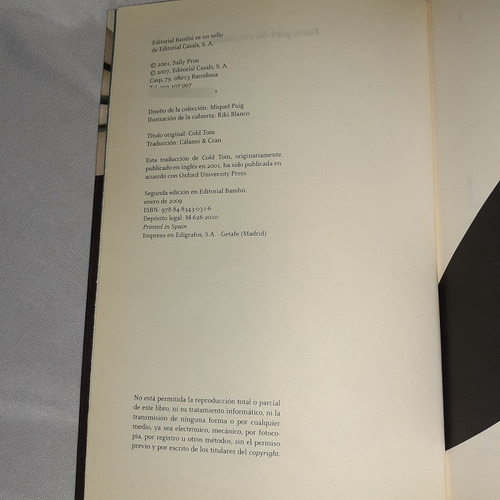 Editorial Bambú es un sello
de Editorial Casals, S. A.
© 2001, Sally Prue
© 2007, Editorial Casals, S. A.
Casp, 79. 08013 Barcelona
Diseño de la colección: Miquel Puig
Ilustración de la cubierta: Riki Blanco
Título original: Cold Tom
Traducción: Cálamo & Cran
Esta traducción de Cold Tom, originariamente
publicado en inglés en 2001, ha sido publicada en
acuerdo con Oxford University Press.
Segunda edición en Editorial Bambú:
enero de 2009
ISBN: 978-84-8343-031-6
Depósito legal: M-626-2010
Printed in Spain
Impreso en Edigrafos, S.A. - Getafe (Madrid)
No está permitida la reproducción total o parcial
de este libro, ni su tratamiento informático, ni la
transmisión de ninguna forma o por cualquier
medio, ya sea electrónico, mecánico, por fotoco-
pia, por registro u otros métodos, sin el permiso
previo y por escrito de los titulares del copyright.